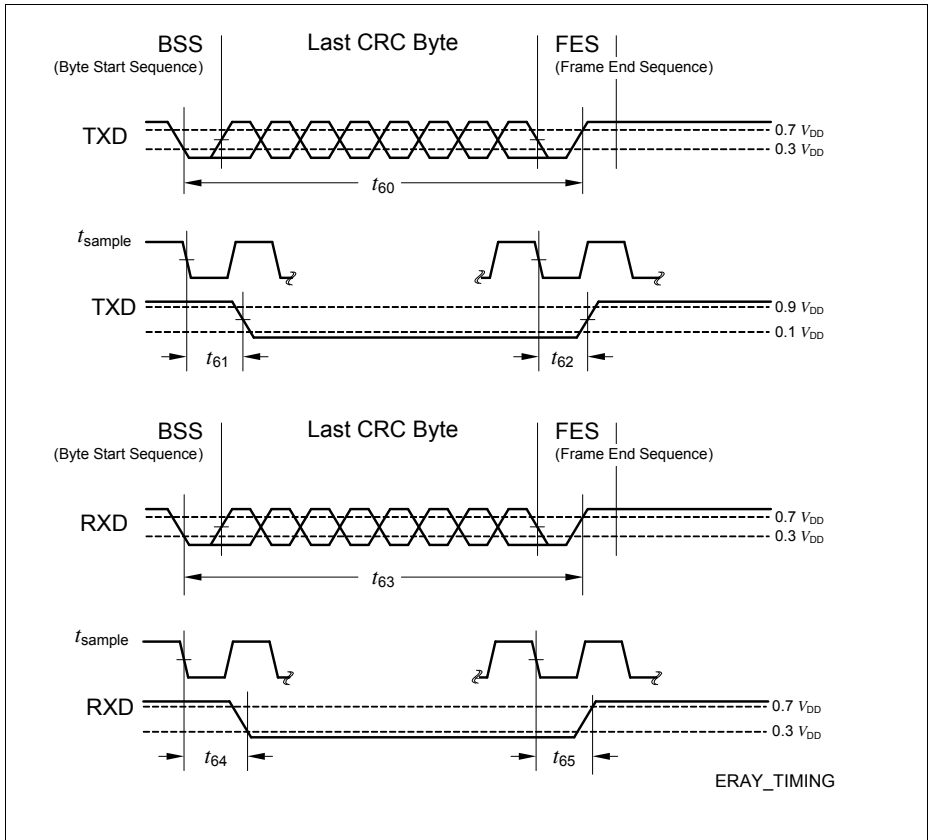 BSS Last CRC Byte FES
(Byte Start Sequence) (Frame End Sequence)
TXD 0.7 VDD
0.3 VDD
t60
tsample
TXD 0.9 VDD
0.1 VDD
t61 t62
BSS Last CRC Byte FES
(Byte Start Sequence) (Frame End Sequence)
RXD 0.7 VDD
0.3 VDD
t63
tsample
RXD 0.7 VDD
0.3 VDD
t64 t65
ERAY_TIMING